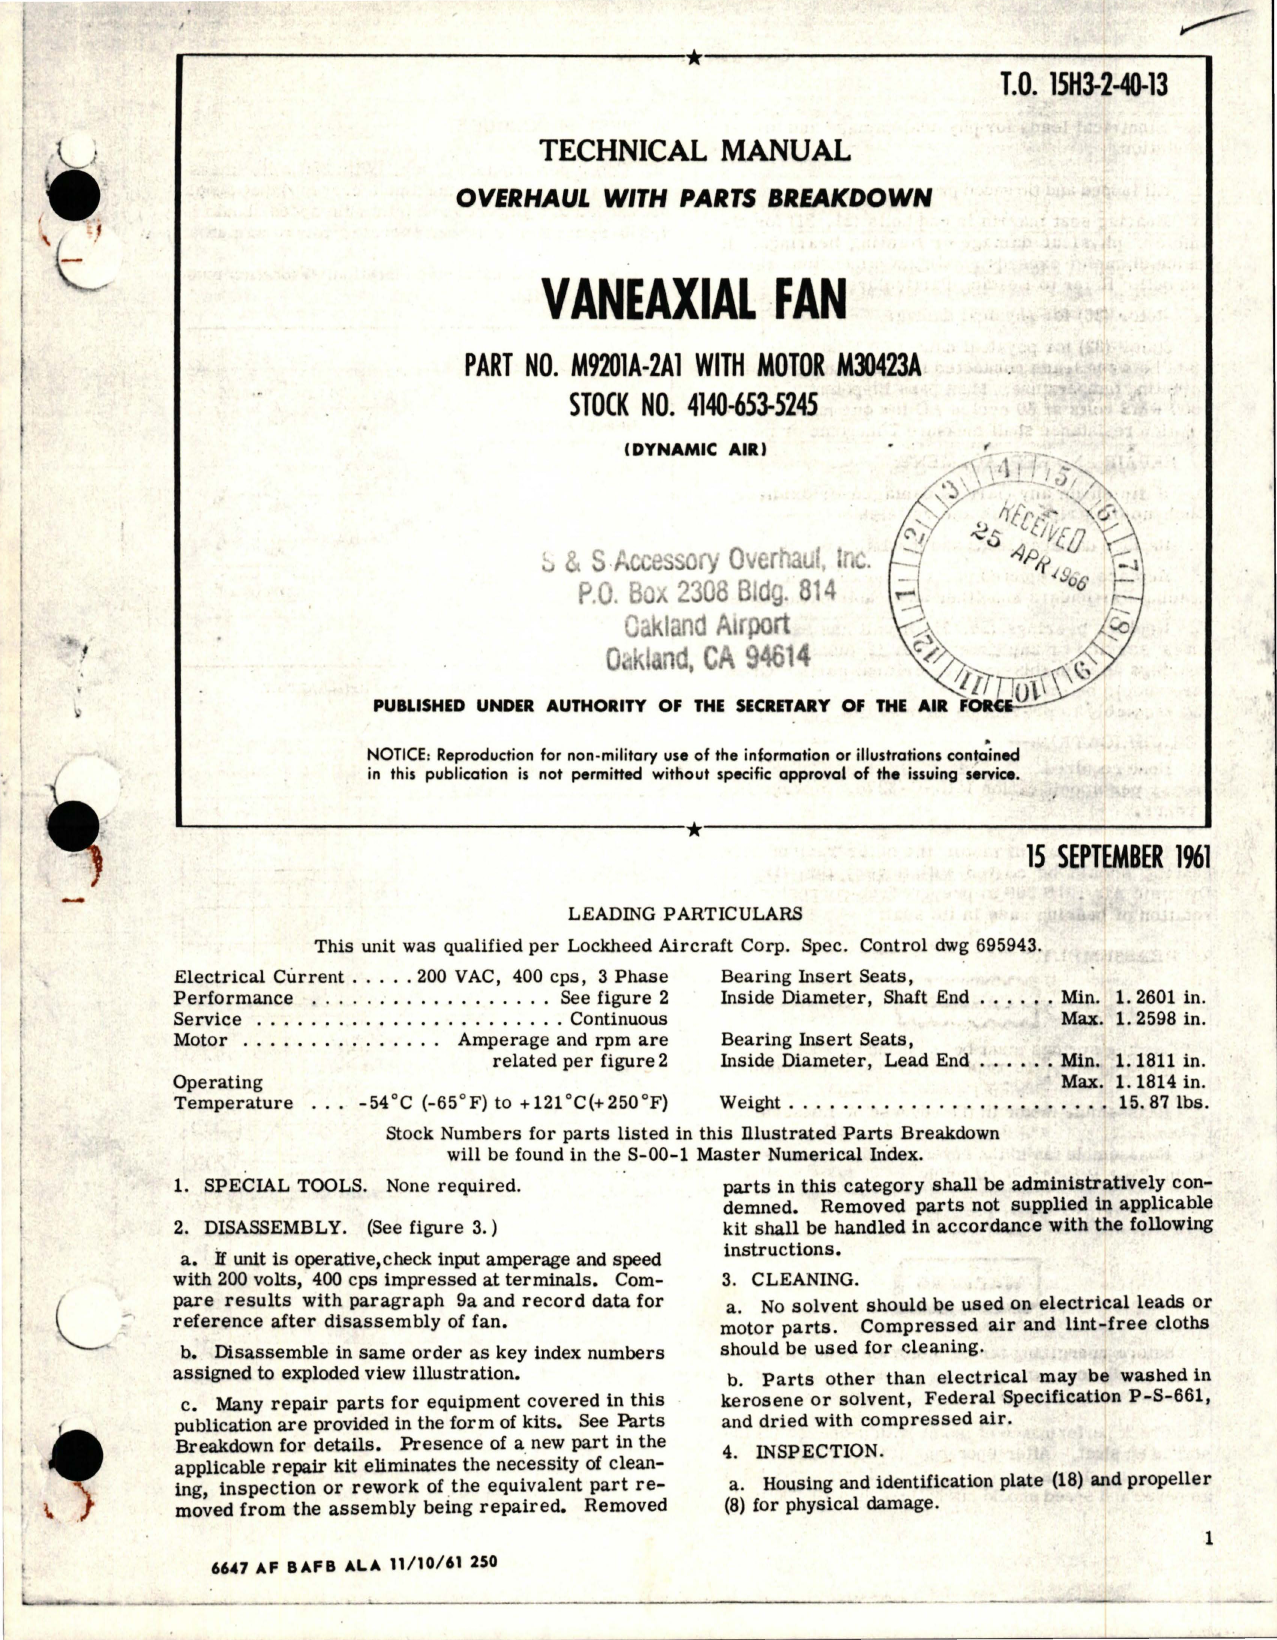 T.O. 15H3-2-40-13
TECHNICAL MANUAL
OVERHAUL WITH PARTS BREAKDOWN
VANEAXIAL FAN
PART NO. M9201A-2A1 WITH MOTOR M30423A
STOCK NO. 4140-653-5245
(DYNAMIC AIR)
1 2 3 4 5 6 7 8 9 10 11 12
RECEIVED
25 APR 1966
S & S Accessory Overhaul, Inc.
P.O. Box 2308 Bldg. 814
Oakland Airport
Oakland, CA 94614
PUBLISHED UNDER AUTHORITY OF THE SECRETARY OF THE AIR FORCE
NOTICE: Reproduction for non-military use of the information or illustrations contained
in this publication is not permitted without specific approval of the issuing service.
15 SEPTEMBER 1961
LEADING PARTICULARS
This unit was qualified per Lockheed Aircraft Corp. Spec. Control dwg 695943.
Electrical Current . . . . . 200 VAC, 400 cps, 3 Phase
Performance . . . . . . . . . . . . . . . . . . See figure 2
Service . . . . . . . . . . . . . . . . . . . . . . . Continuous
Motor . . . . . . . . . . . . . . . Amperage and rpm are
related per figure 2
Operating
Temperature . . . -54°C (-65°F) to +121°C(+250°F)
Bearing Insert Seats,
Inside Diameter, Shaft End . . . . . . Min. 1.2601 in.
Max. 1.2598 in.
Bearing Insert Seats,
Inside Diameter, Lead End . . . . . . Min. 1.1811 in.
Max. 1.1814 in.
Weight . . . . . . . . . . . . . . . . . . . . . . . . 15.87 lbs.
Stock Numbers for parts listed in this Illustrated Parts Breakdown
will be found in the S-00-1 Master Numerical Index.
1. SPECIAL TOOLS. None required.
2. DISASSEMBLY. (See figure 3.)
a. If unit is operative, check input amperage and speed
with 200 volts, 400 cps impressed at terminals. Com-
pare results with paragraph 9a and record data for
reference after disassembly of fan.
b. Disassemble in same order as key index numbers
assigned to exploded view illustration.
c. Many repair parts for equipment covered in this
publication are provided in the form of kits. See Parts
Breakdown for details. Presence of a new part in the
applicable repair kit eliminates the necessity of clean-
ing, inspection or rework of the equivalent part re-
moved from the assembly being repaired. Removed
parts in this category shall be administratively con-
demned. Removed parts not supplied in applicable
kit shall be handled in accordance with the following
instructions.
3. CLEANING.
a. No solvent should be used on electrical leads or
motor parts. Compressed air and lint-free cloths
should be used for cleaning.
b. Parts other than electrical may be washed in
kerosene or solvent, Federal Specification P-S-661,
and dried with compressed air.
4. INSPECTION.
a. Housing and identification plate (18) and propeller
(8) for physical damage.
1
6647 AF BAFB ALA 11/10/61 250